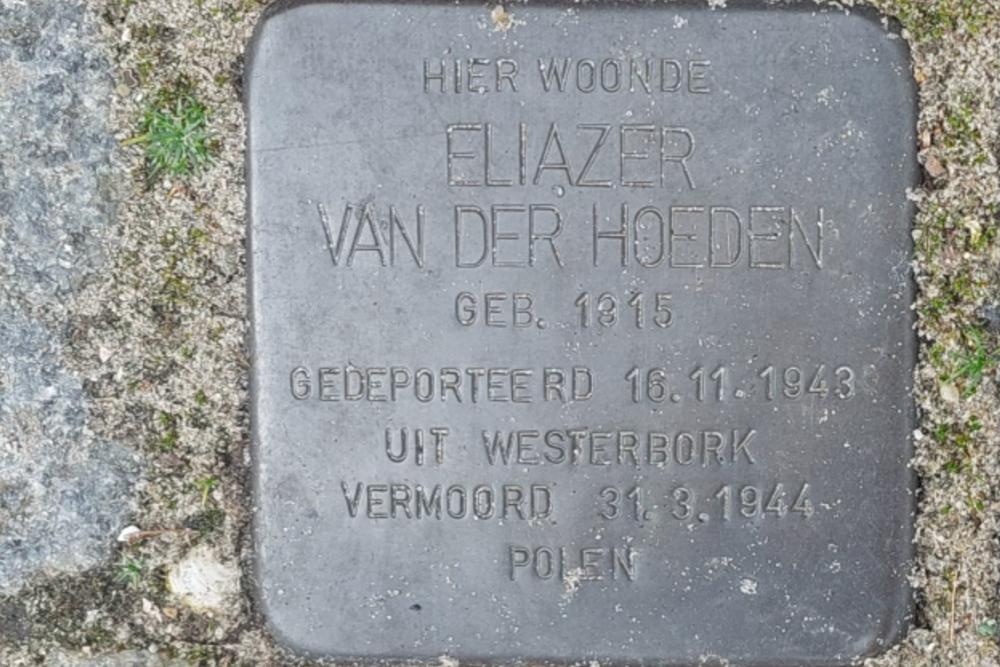 HIER WOONDE
ELIAZER
VAN DER HOEDEN
GEB. 1915
GEDEPORTEERD 16.11.1943
UIT WESTERBORK
VERMOORD 31.3.1944
POLEN